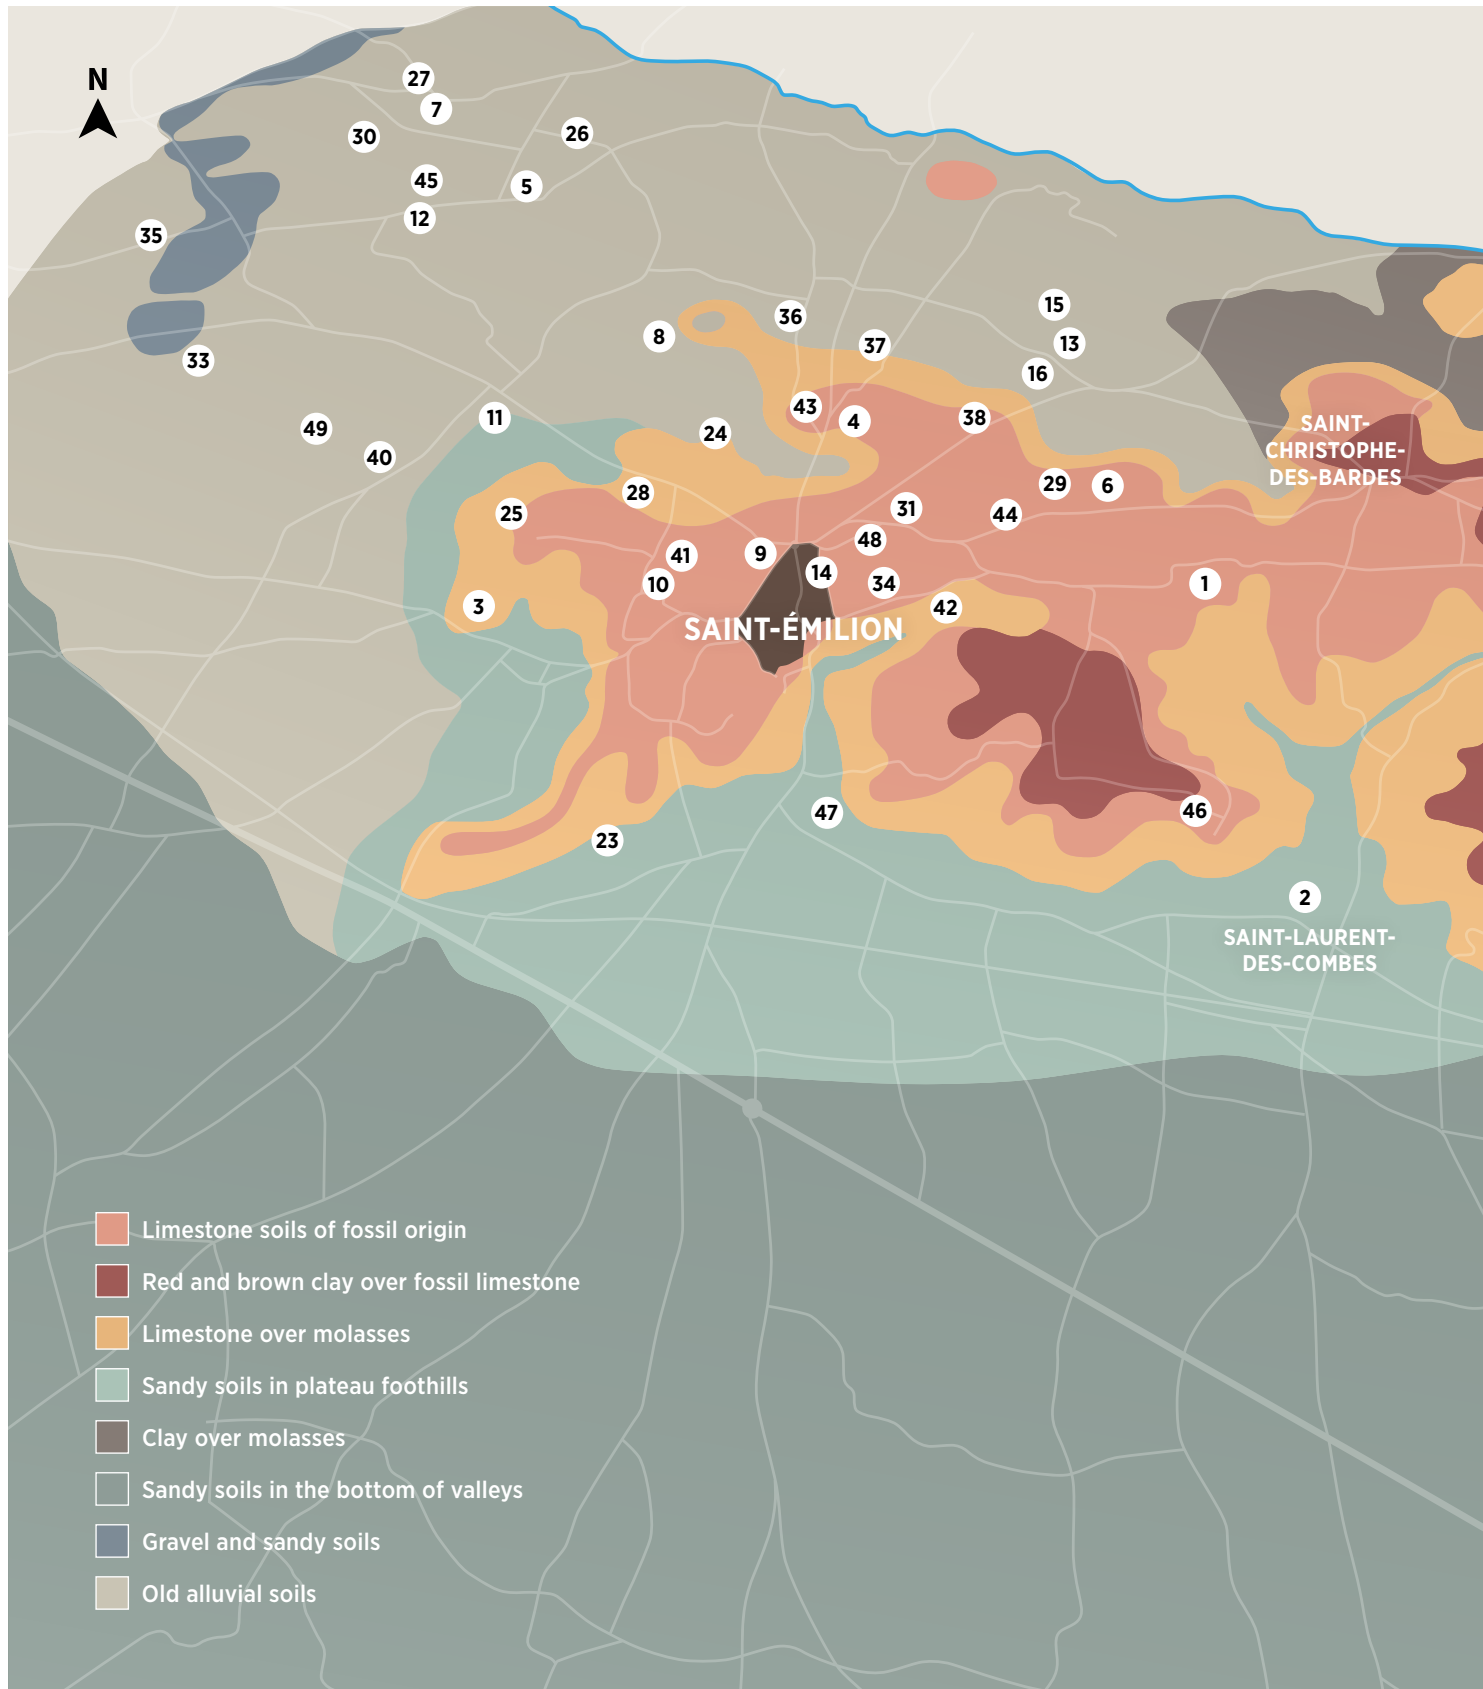 N
27
7
30
26
45
5
12
35
15
36
8
13
37
33
16
43
11
4
38
SAINT-
CHRISTOPHE-
DES-BARDES
49
24
40
29
6
28
31
25
44
48
9
41
14
10
34
1
3
42
SAINT-ÉMILION
46
47
23
2
SAINT-LAURENT-
DES-COMBES
Limestone soils of fossil origin
Red and brown clay over fossil limestone
Limestone over molasses
Sandy soils in plateau foothills
Clay over molasses
Sandy soils in the bottom of valleys
Gravel and sandy soils
Old alluvial soils